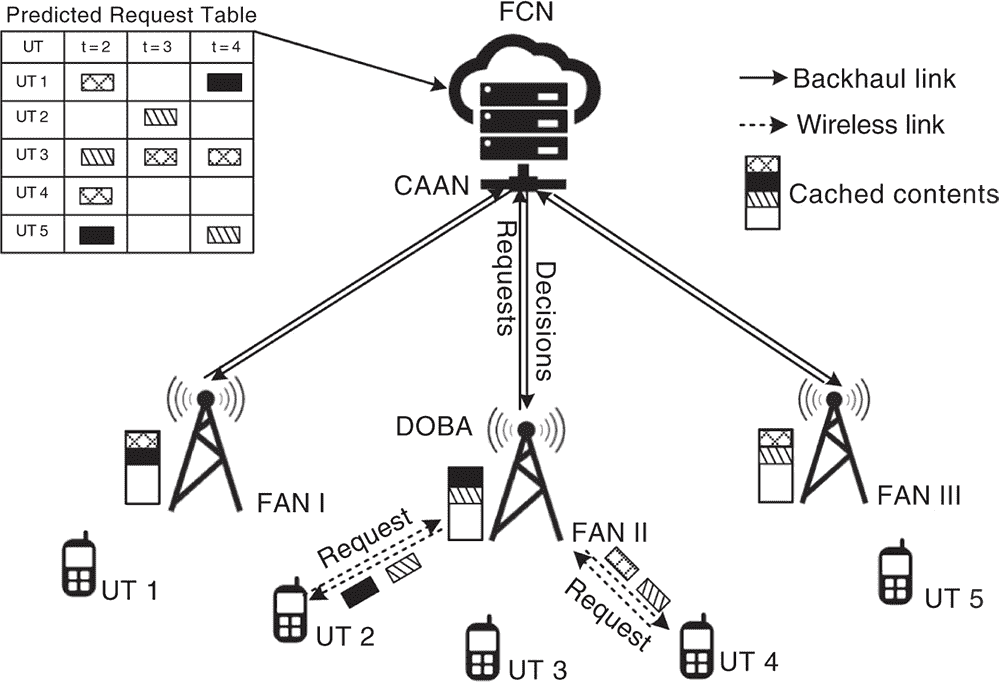 Predicted Request Table
UT t=2 t=3 t=4
UT 1
UT 2
UT 3
UT 4
UT 5
FCN
Backhaul link
Wireless link
Cached contents
CAAN
Requests
Decisions
DOBA
FAN I
FAN II
FAN III
Request
Request
UT 1
UT 2
UT 3
UT 4
UT 5